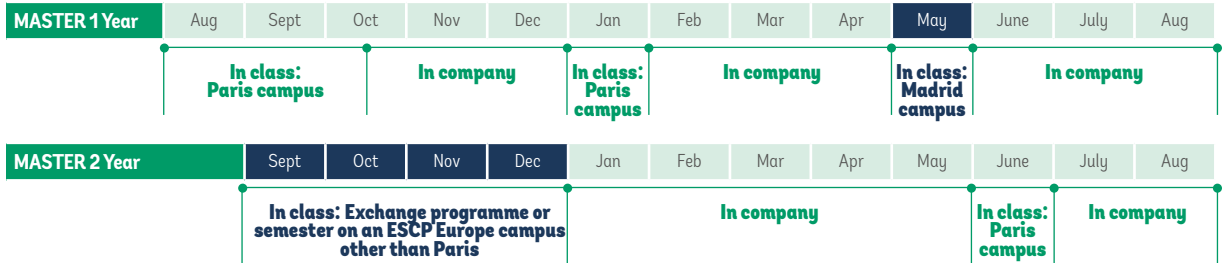 MASTER 1 Year Aug Sept Oct Nov Dec Jan Feb Mar Apr May June July Aug
In class:
Paris campus
In company
In class:
Paris
campus
In company
In class:
Madrid
campus
In company
MASTER 2 Year Sept Oct Nov Dec Jan Feb Mar Apr May June July Aug
In class: Exchange programme or
semester on an ESCP Europe campus
other than Paris
In company
In class:
Paris
campus
In company